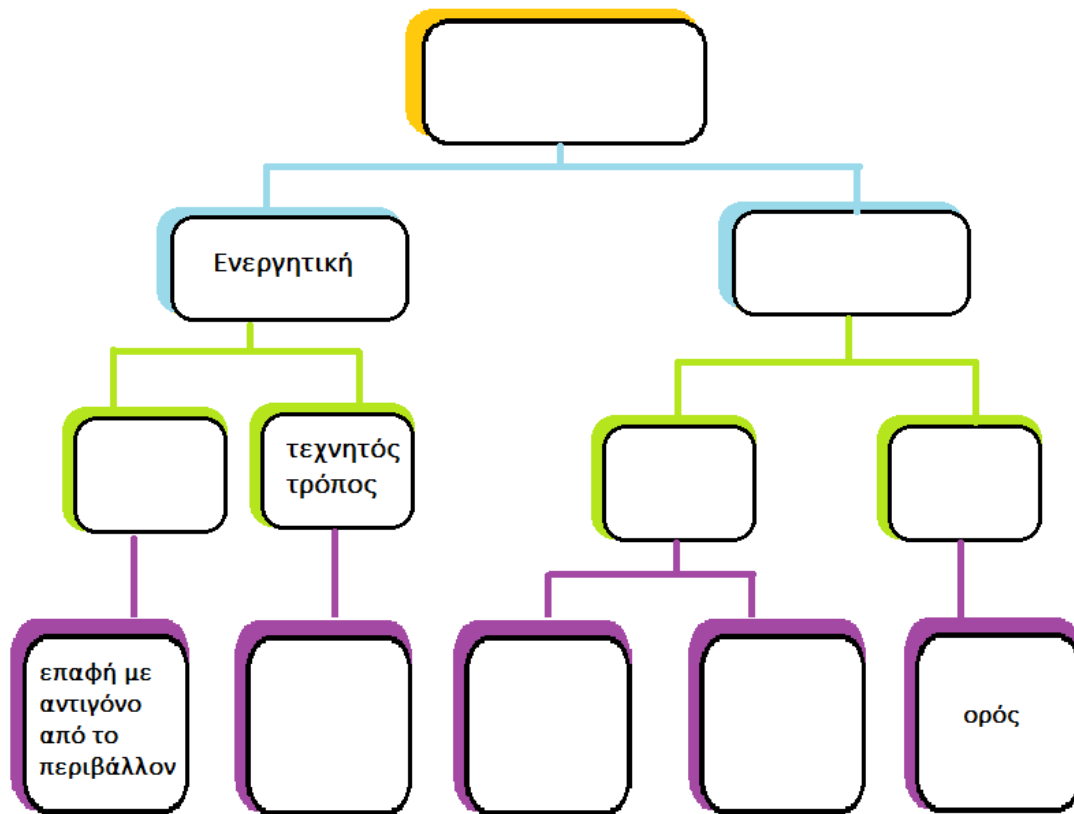 Ενεργητική
τεχνητός
τρόπος
επαφή με
αντιγόνο
από το
περιβάλλον
ορός